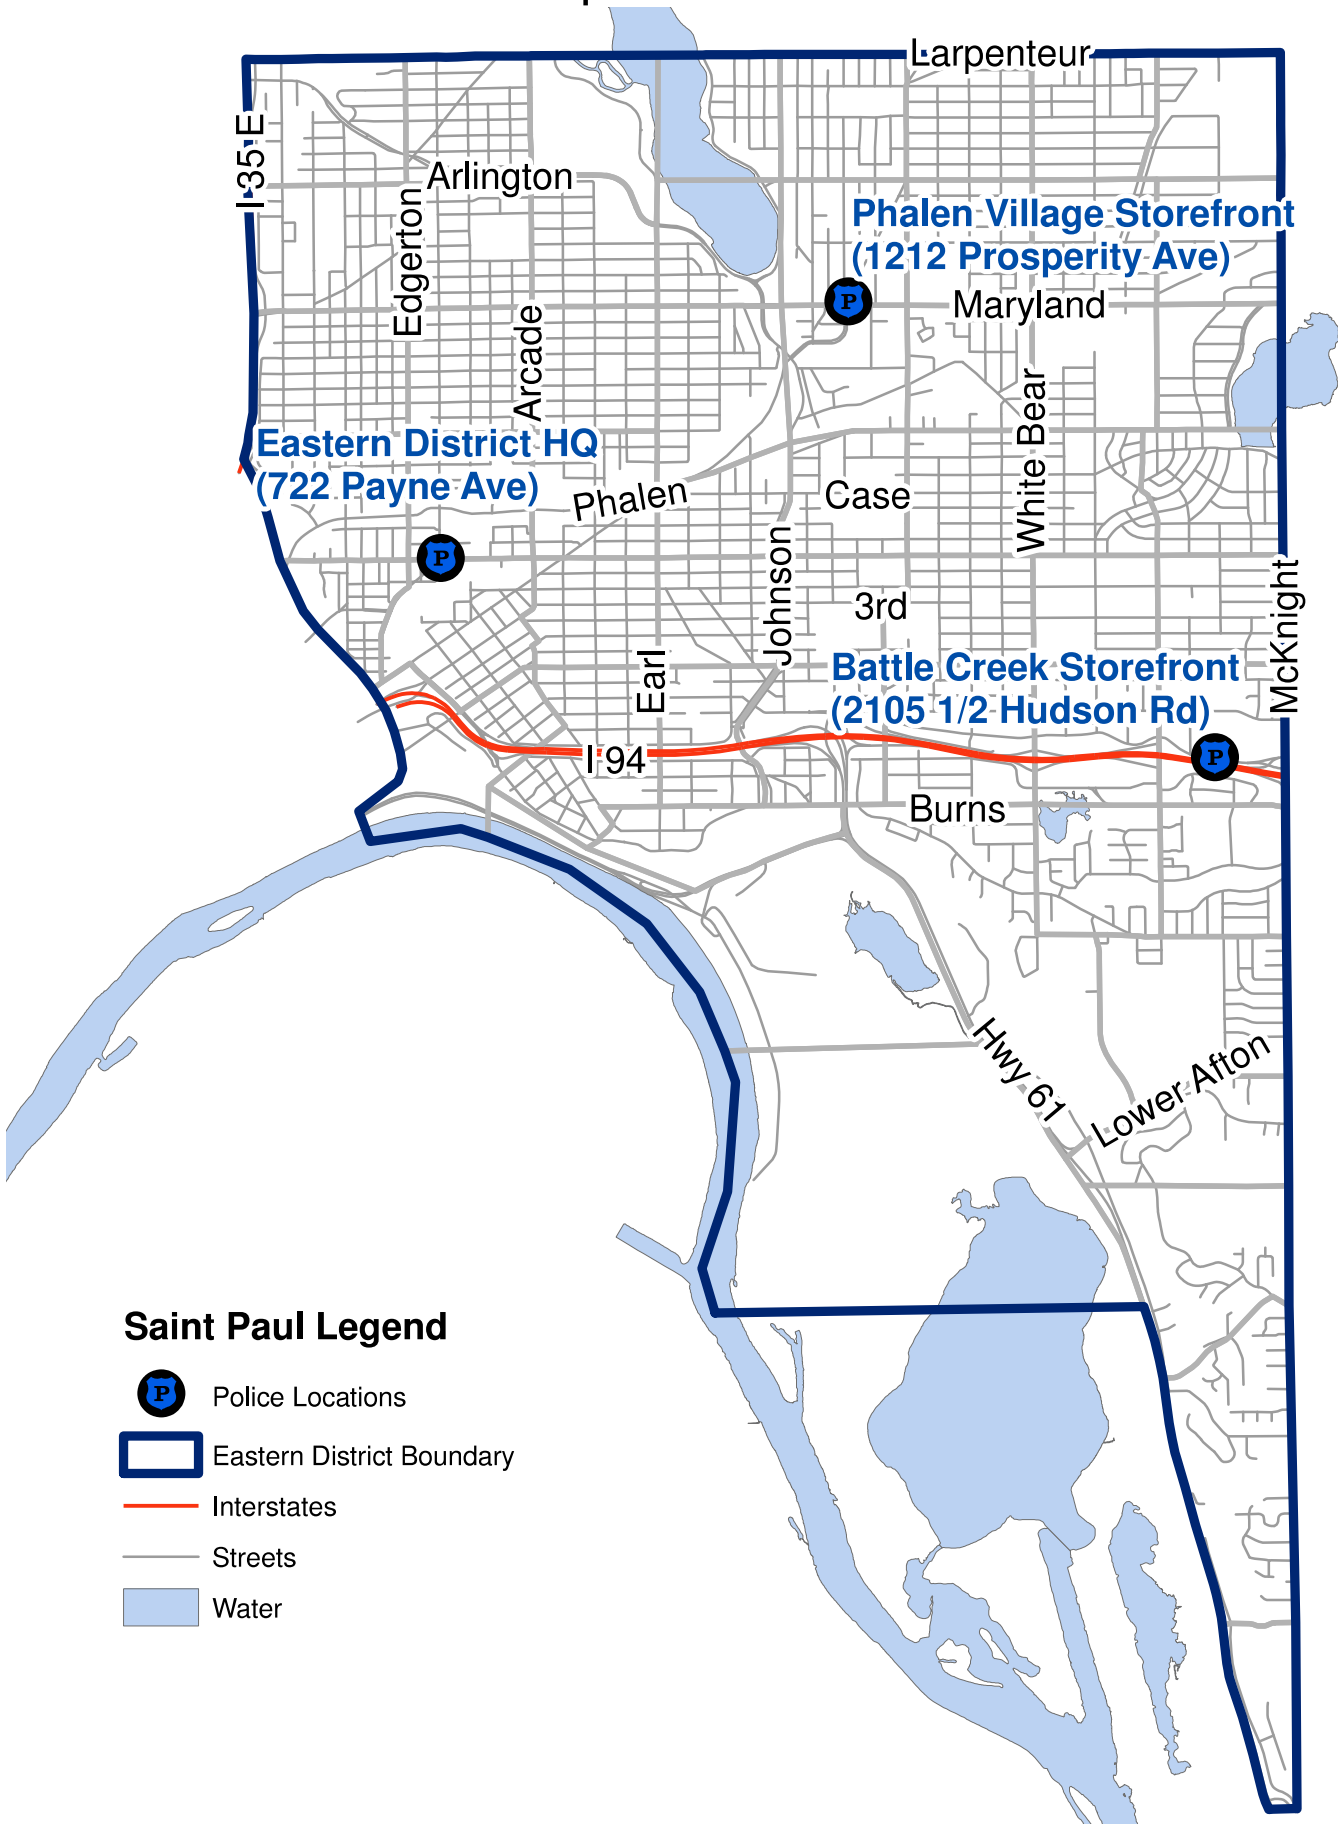 Larpenteur
I-35 E
Arlington
Edgerton
Phalen Village Storefront
(1212 Prosperity Ave)
P
Maryland
Arcade
White Bear
Eastern District HQ
(722 Payne Ave)
Phalen
Case
P
Johnson
3rd
McKnight
Earl
Battle Creek Storefront
(2105 1/2 Hudson Rd)
I 94
P
Burns
Hwy 61
Lower Afton
Saint Paul Legend
P
Police Locations
Eastern District Boundary
Interstates
Streets
Water